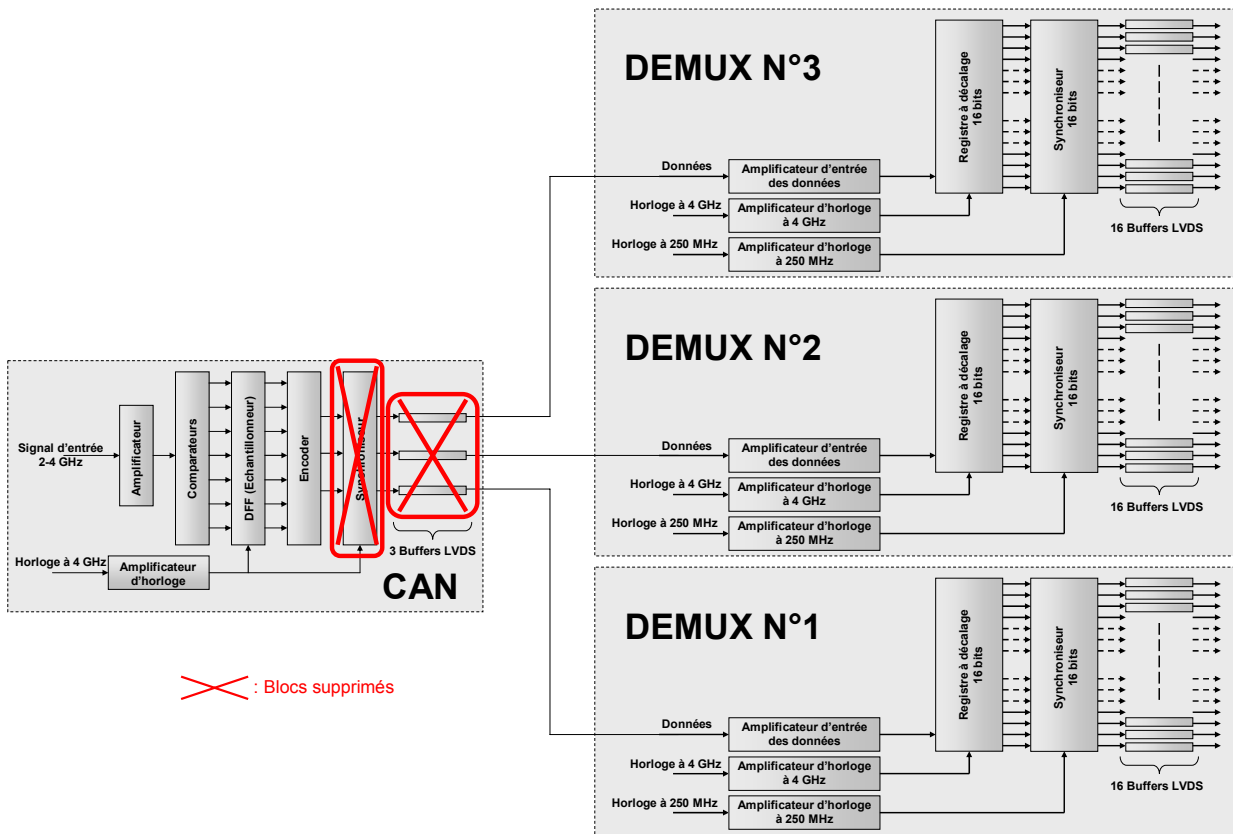 DEMUX N°3
Registre à décalage
16 bits
Synchroniseur
16 bits
Données
Amplificateur d'entrée
des données
Horloge à 4 GHz
Amplificateur d'horloge
à 4 GHz
Horloge à 250 MHz
Amplificateur d'horloge
à 250 MHz
16 Buffers LVDS
DEMUX N°2
Registre à décalage
16 bits
Synchroniseur
16 bits
Données
Amplificateur d'entrée
des données
Horloge à 4 GHz
Amplificateur d'horloge
à 4 GHz
Horloge à 250 MHz
Amplificateur d'horloge
à 250 MHz
16 Buffers LVDS
Signal d'entrée
2-4 GHz
Amplificateur
Comparateurs
DFF (Echantillonneur)
Encoder
Synchroniseur
3 Buffers LVDS
Horloge à 4 GHz
Amplificateur
d'horloge
CAN
: Blocs supprimés
DEMUX N°1
Registre à décalage
16 bits
Synchroniseur
16 bits
Données
Amplificateur d'entrée
des données
Horloge à 4 GHz
Amplificateur d'horloge
à 4 GHz
Horloge à 250 MHz
Amplificateur d'horloge
à 250 MHz
16 Buffers LVDS